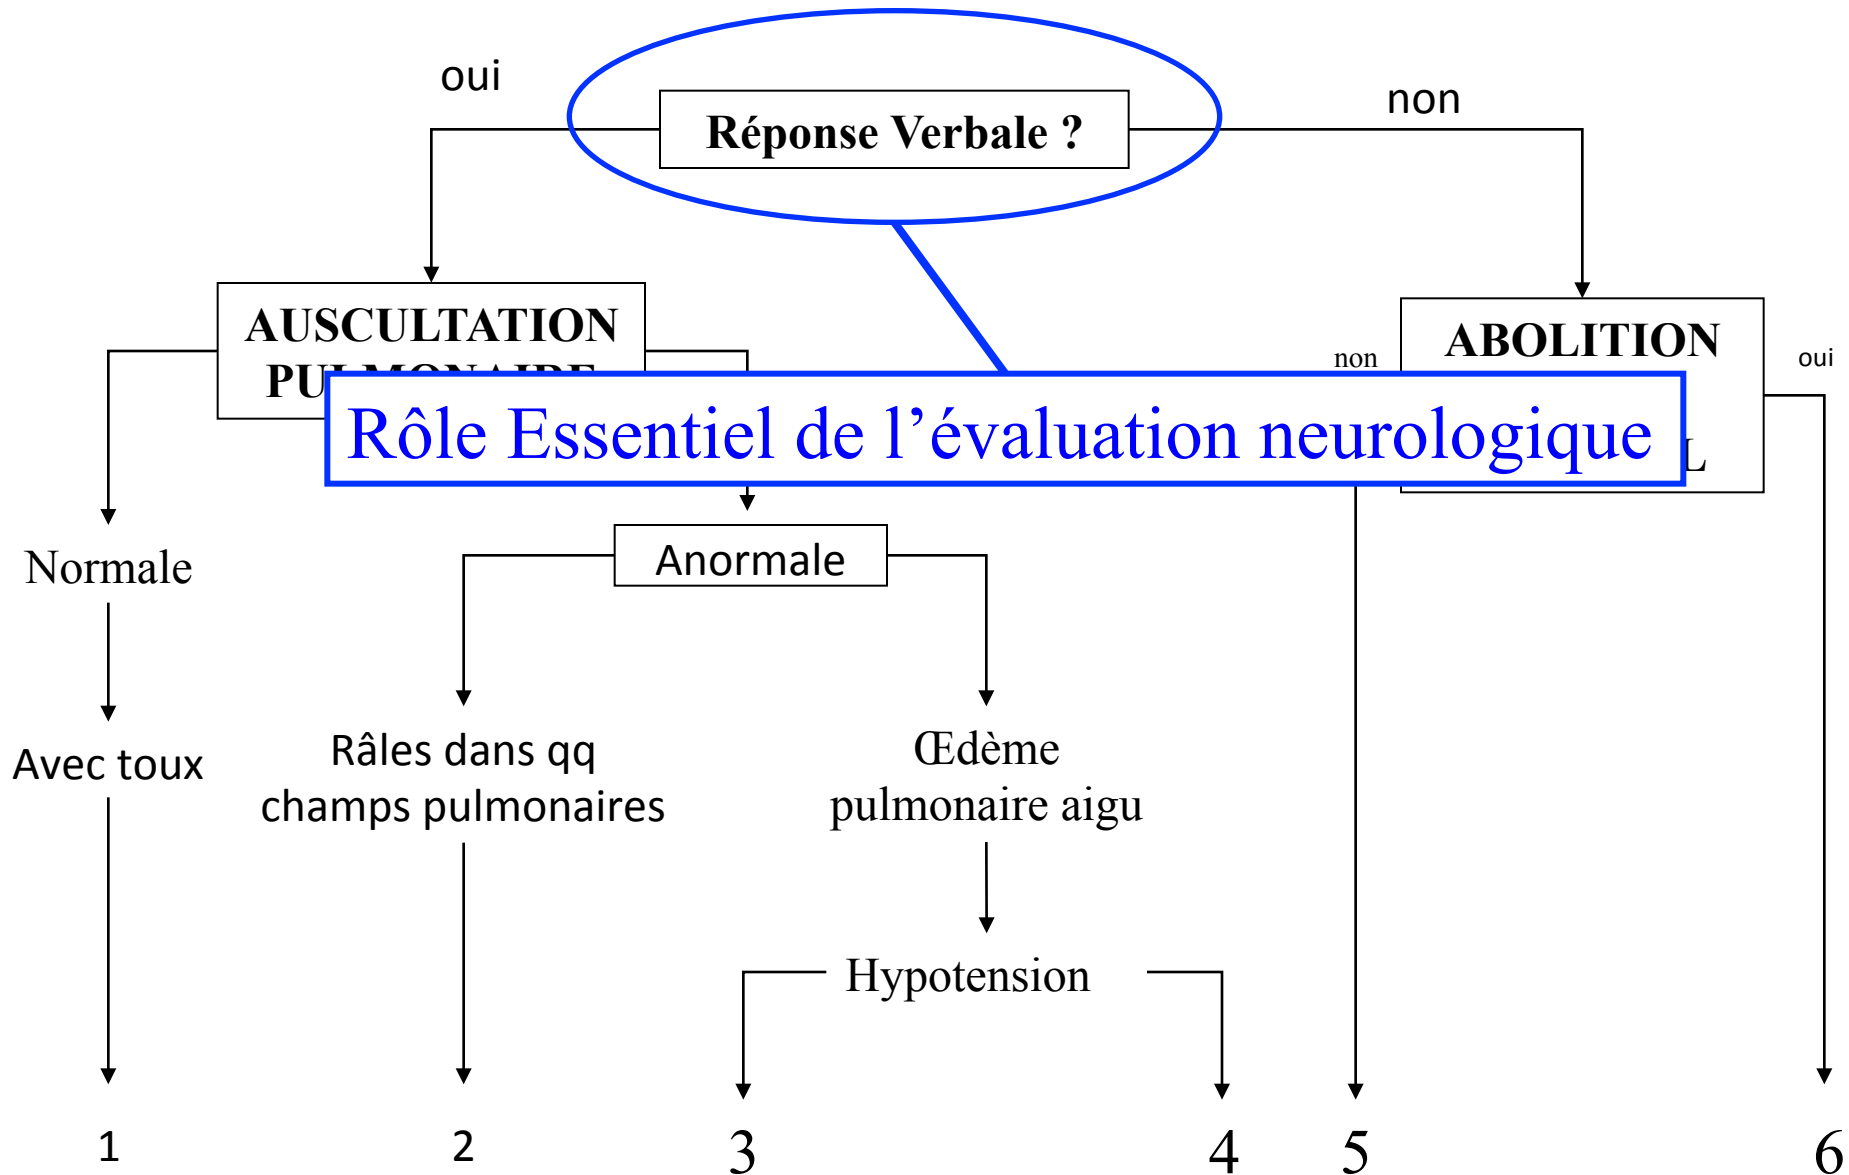 oui
Réponse Verbale ?
non
AUSCULTATION
ABOLITION
non
oui
Rôle Essentiel de l’évaluation neurologique
Normale
Anormale
Avec toux
Râles dans qq
champs pulmonaires
Œdème
pulmonaire aigu
Hypotension
1
2
3
4
5
6